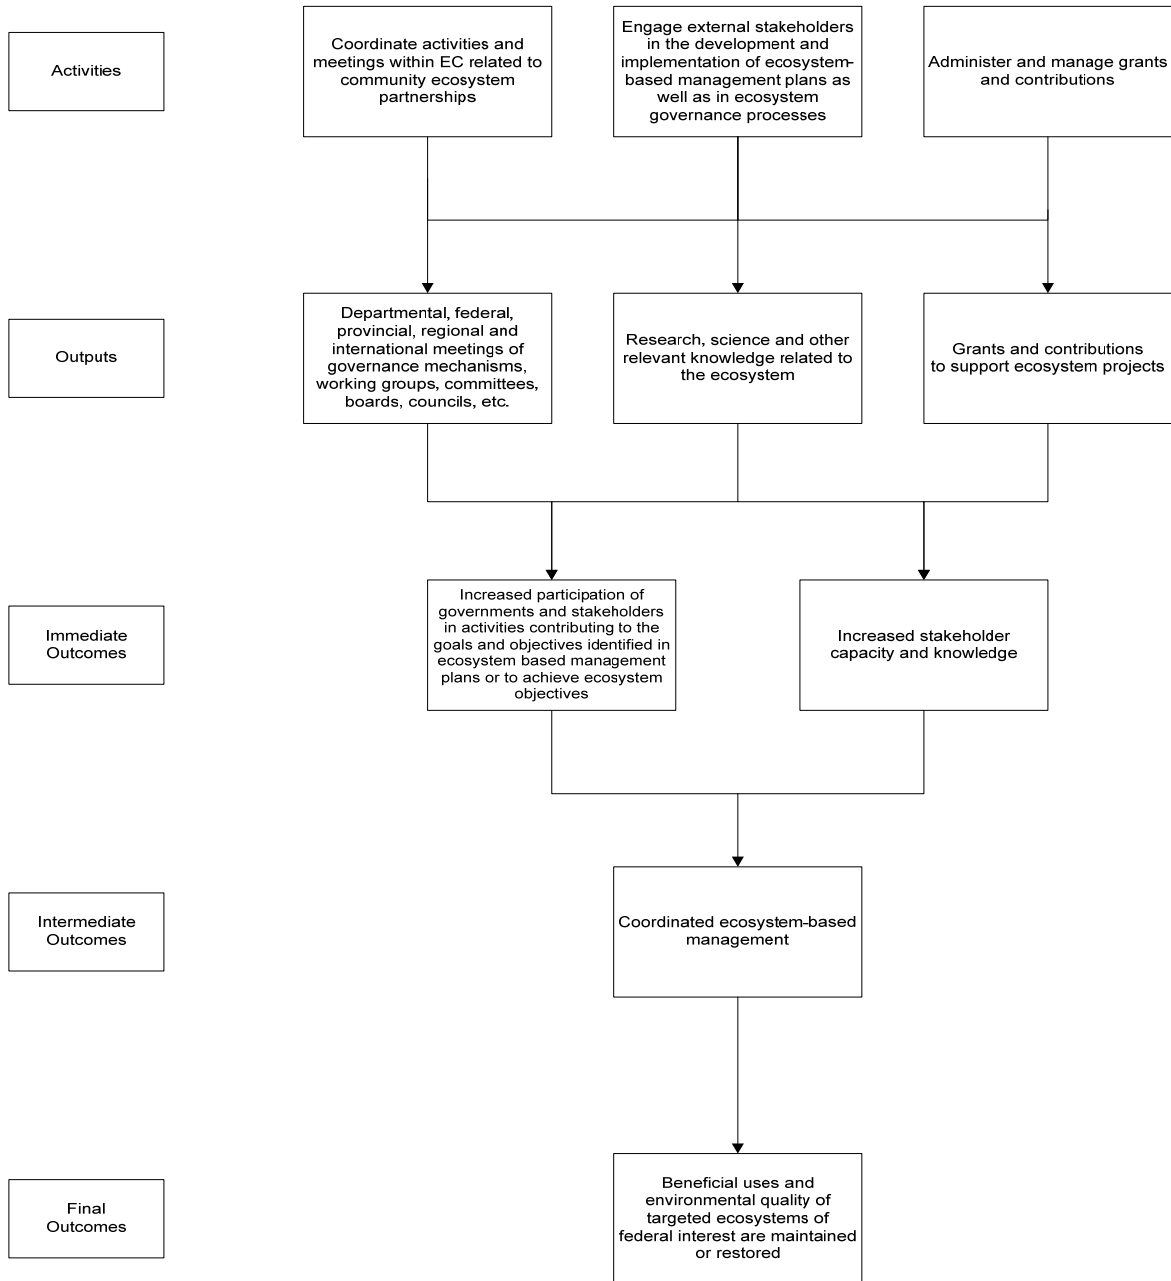 Activities
Coordinate activities and
meetings within EC related to
community ecosystem
partnerships
Engage external stakeholders
in the development and
implementation of ecosystem-
based management plans as
well as in ecosystem
governance processes
Administer and manage grants
and contributions
Outputs
Departmental, federal,
provincial, regional and
international meetings of
governance mechanisms,
working groups, committees,
boards, councils, etc.
Research, science and other
relevant knowledge related to
the ecosystem
Grants and contributions
to support ecosystem projects
Immediate
Outcomes
Increased participation of
governments and stakeholders
in activities contributing to the
goals and objectives identified in
ecosystem based management
plans or to achieve ecosystem
objectives
Increased stakeholder
capacity and knowledge
Intermediate
Outcomes
Coordinated ecosystem-based
management
Final
Outcomes
Beneficial uses and
environmental quality of
targeted ecosystems of
federal interest are maintained
or restored